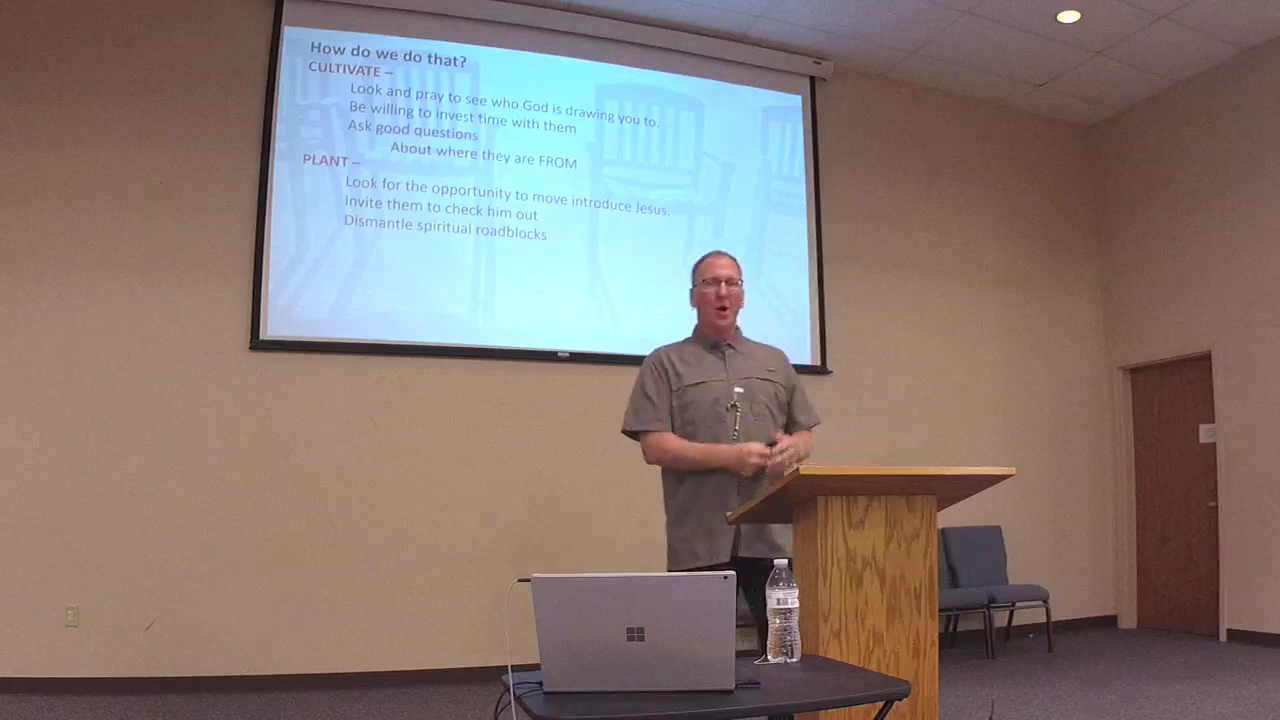 How do we do that?
CULTIVATE –
Look and pray to see who God is drawing you to.
Be willing to invest time with them
Ask good questions
About where they are FROM
PLANT –
Look for the opportunity to move introduce Jesus.
Invite them to check him out
Dismantle spiritual roadblocks